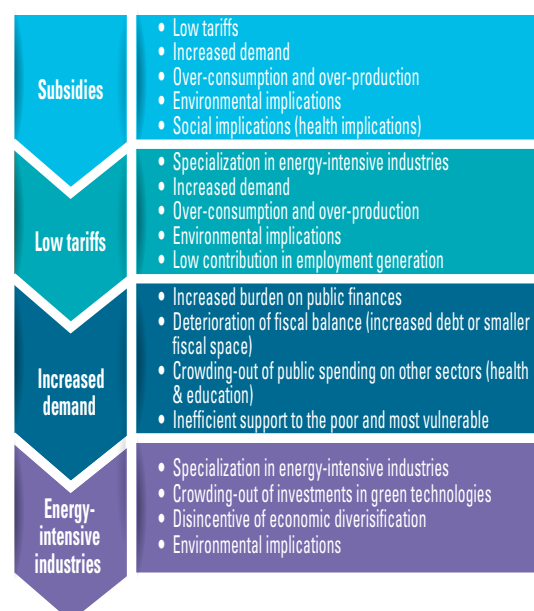 Subsidies
• Low tariffs
• Increased demand
• Over-consumption and over-production
• Environmental implications
• Social implications (health implications)
Low tariffs
• Specialization in energy-intensive industries
• Increased demand
• Over-consumption and over-production
• Environmental implications
• Low contribution in employment generation
Increased
demand
• Increased burden on public finances
• Deterioration of fiscal balance (increased debt or smaller
fiscal space)
• Crowding-out of public spending on other sectors (health
& education)
• Inefficient support to the poor and most vulnerable
Energy-
intensive
industries
• Specialization in energy-intensive industries
• Crowding-out of investments in green technologies
• Disincentive of economic diverisification
• Environmental implications